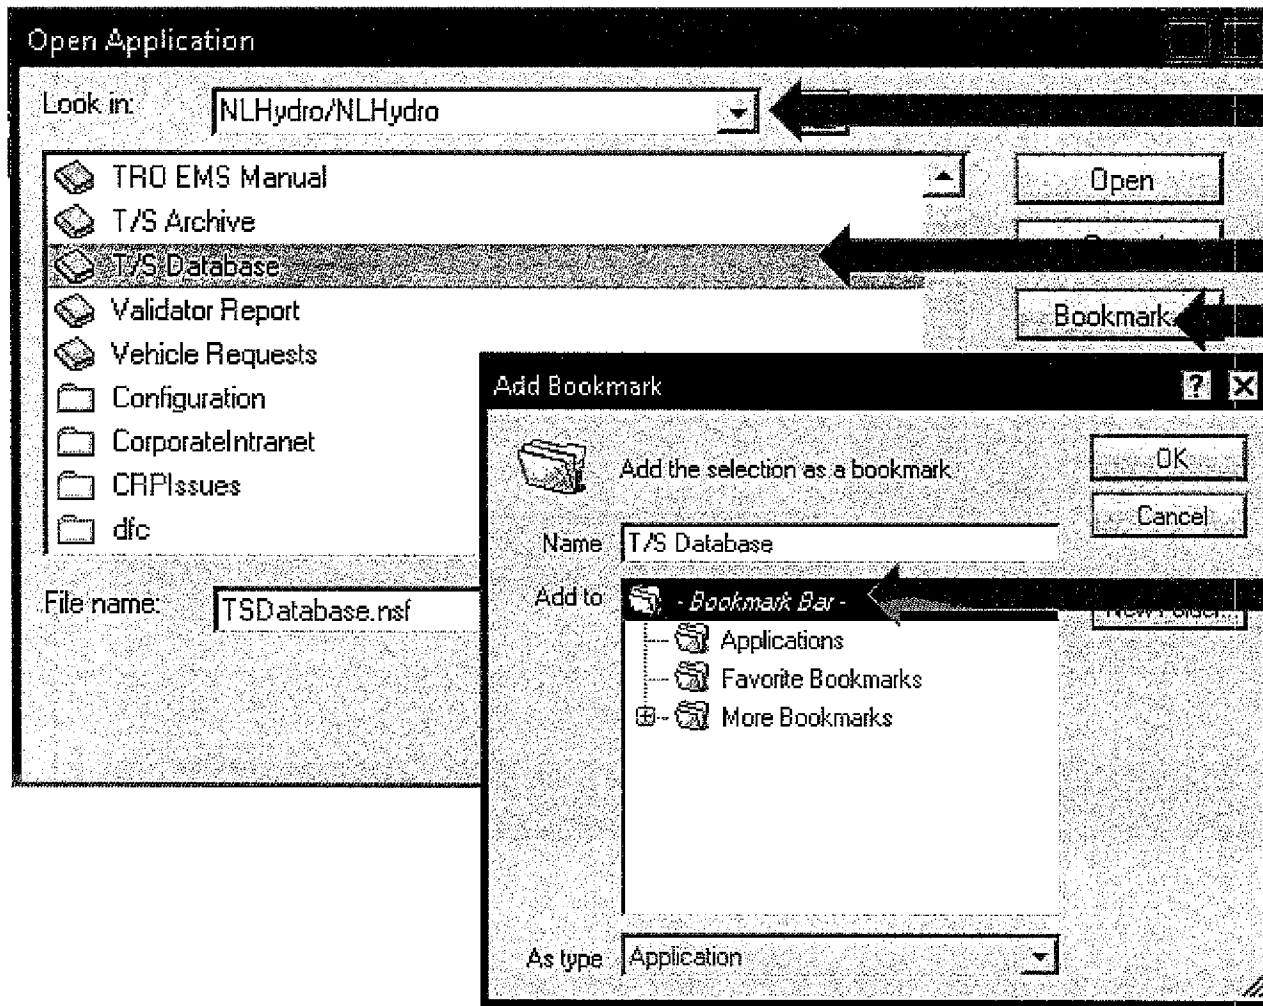 Open Application
Look in:
NLHydro/NLHydro
TRO EMS Manual
Open
T/S Archive
T/S Database
Validator Report
Bookmark
Vehicle Requests
Configuration
CorporateIntranet
CRPIssues
dfc
File name:
TSDatabase.nsf
Add Bookmark
Add the selection as a bookmark
OK
Cancel
Name
T/S Database
Add to
- Bookmark Bar -
New Folder
Applications
Favorite Bookmarks
More Bookmarks
As type
Application